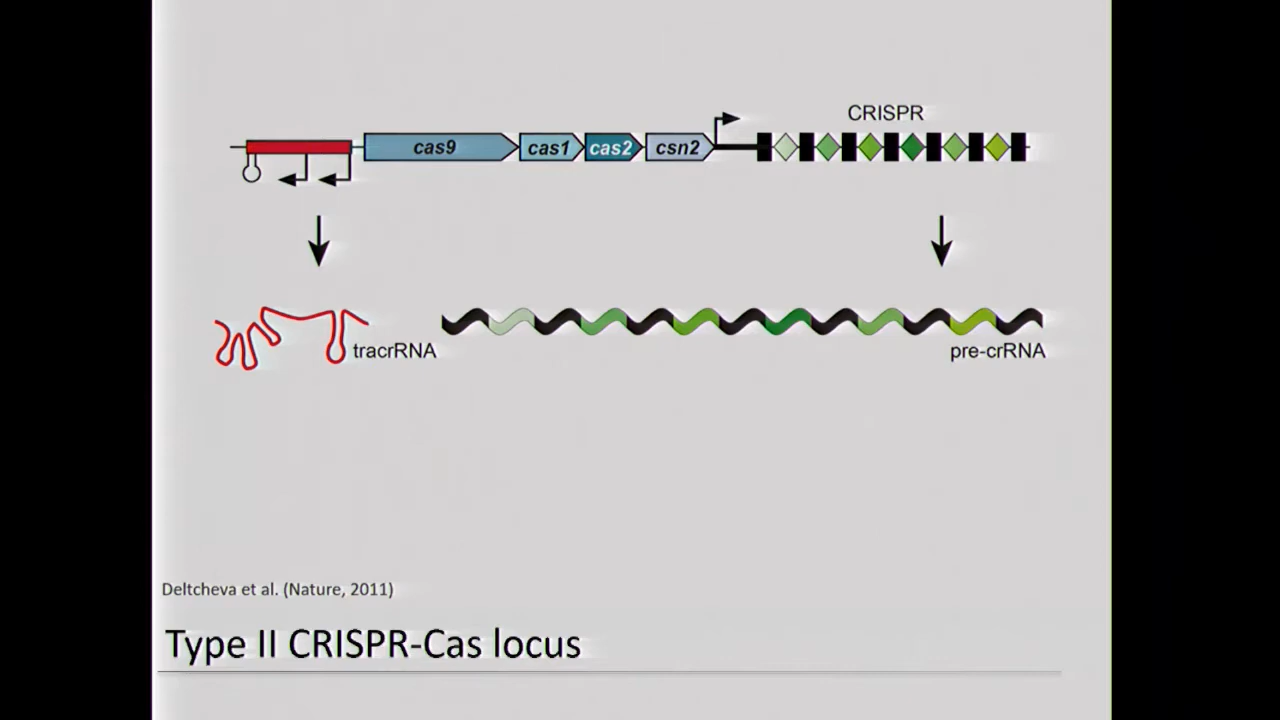 CRISPR
cas9 cas1 cas2 csn2
tracrRNA
pre-crRNA
Deltcheva et al. (Nature, 2011)
Type II CRISPR-Cas locus